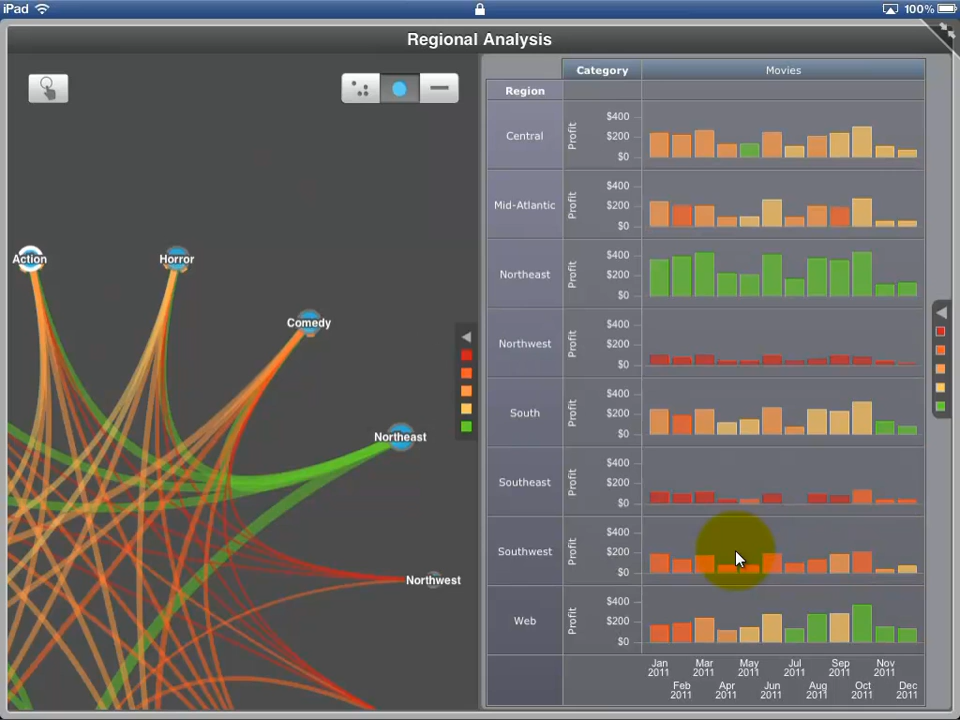 iPad
100%
Regional Analysis
Action
Horror
Comedy
Northeast
Northwest
Category
Movies
Region
Central
Profit
$400
$200
$0
Mid-Atlantic
Profit
$400
$200
$0
Northeast
Profit
$400
$200
$0
Northwest
Profit
$400
$200
$0
South
Profit
$400
$200
$0
Southeast
Profit
$400
$200
$0
Southwest
Profit
$400
$200
$0
Web
Profit
$400
$200
$0
Jan 2011
Feb 2011
Mar 2011
Apr 2011
May 2011
Jun 2011
Jul 2011
Aug 2011
Sep 2011
Oct 2011
Nov 2011
Dec 2011